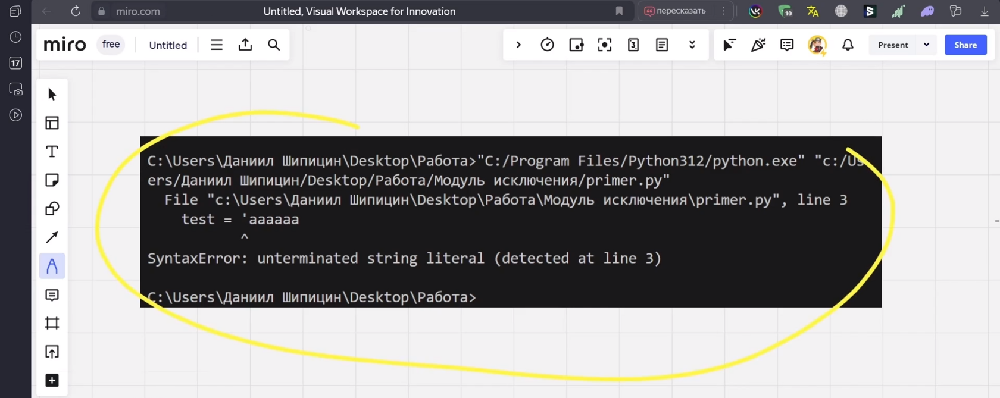 miro.com
Untitled, Visual Workspace for Innovation
пересказать
10
17
miro
free
Untitled
3
Present
Share
C:\Users\Даниил Шипицин\Desktop\Работа>"C:/Program Files/Python312/python.exe" "c:/Us
ers/Даниил Шипицин/Desktop/Работа/Модуль исключения/primer.py"
File "c:\Users\Даниил Шипицин\Desktop\Работа\Модуль исключения\primer.py", line 3
test = 'aaaaaa
^
SyntaxError: unterminated string literal (detected at line 3)
C:\Users\Даниил Шипицин\Desktop\Работа>